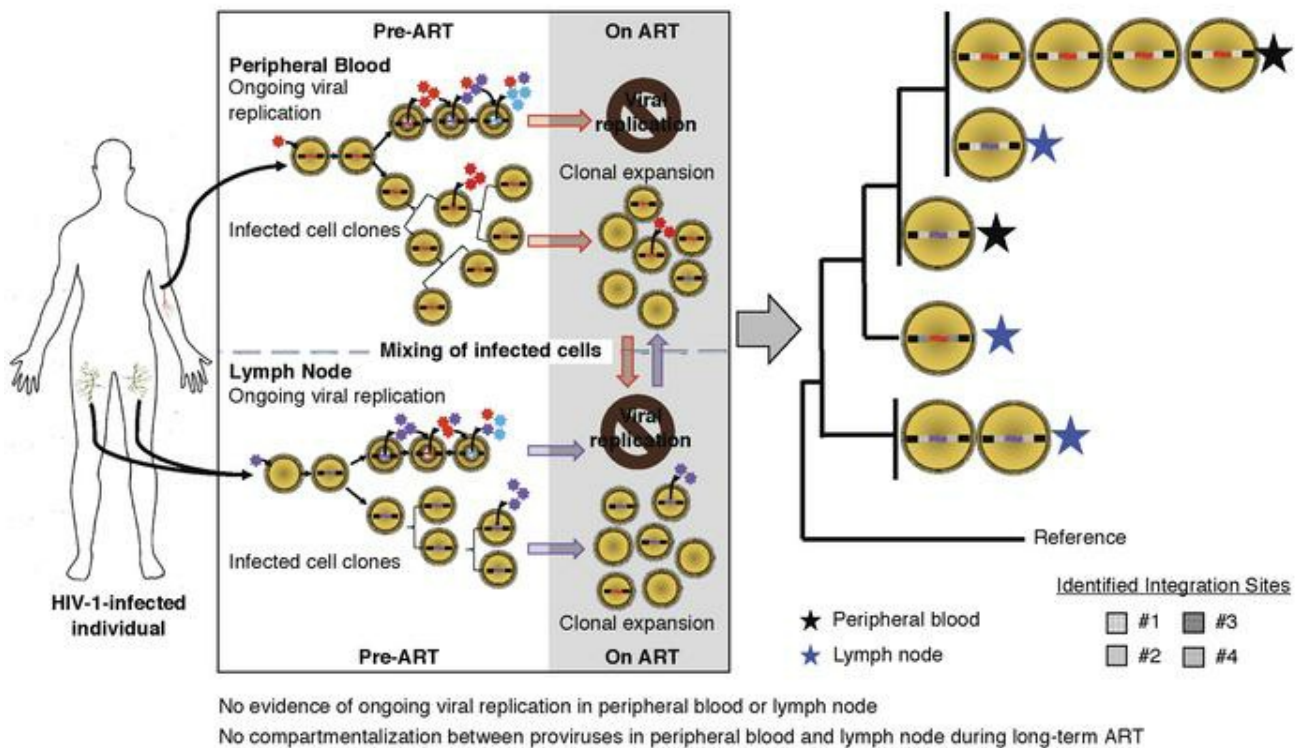 Pre-ART
On ART
Peripheral Blood
Ongoing viral
replication
Viral
replication
Clonal expansion
Infected cell clones
Mixing of infected cells
Lymph Node
Ongoing viral replication
Viral
replication
Infected cell clones
Clonal expansion
Pre-ART
On ART
HIV-1-infected
individual
Reference
Identified Integration Sites
Peripheral blood
#1
#3
Lymph node
#2
#4
No evidence of ongoing viral replication in peripheral blood or lymph node
No compartmentalization between proviruses in peripheral blood and lymph node during long-term ART